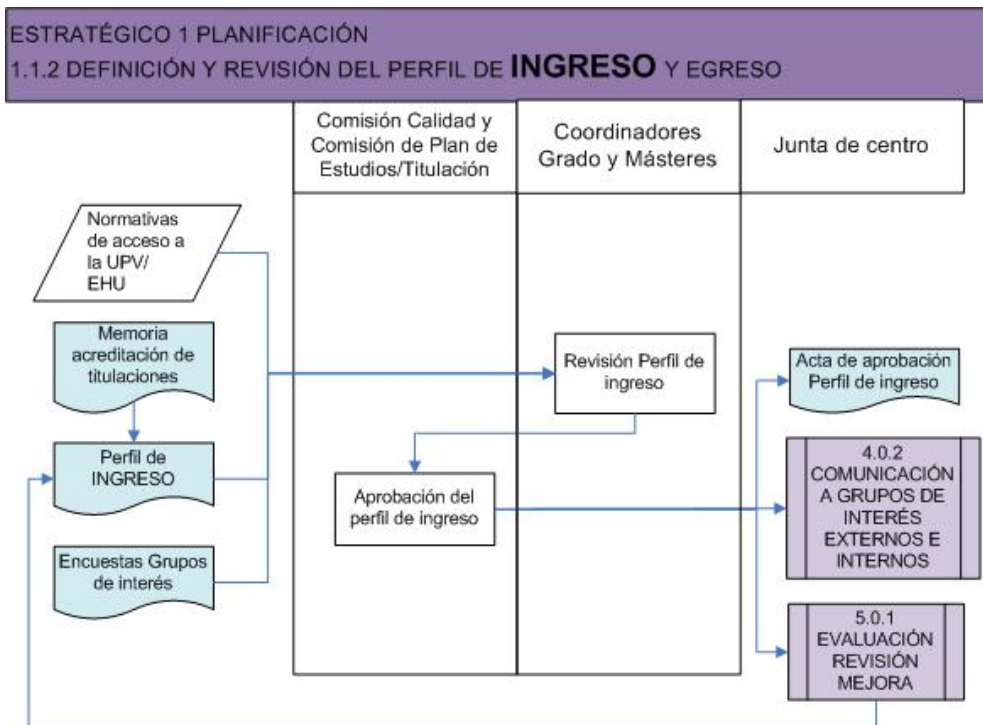 ESTRATÉGICO 1 PLANIFICACIÓN
1.1.2 DEFINICIÓN Y REVISIÓN DEL PERFIL DE INGRESO Y EGRESO
Comisión Calidad y
Comisión de Plan de
Estudios/Titulación
Coordinadores
Grado y Másteres
Junta de centro
Normativas
de acceso a
la UPV/
EHU
Memoria
acreditación de
titulaciones
Perfil de
INGRESO
Encuestas Grupos
de interés
Revisión Perfil de
ingreso
Aprobación del
perfil de ingreso
Acta de aprobación
Perfil de ingreso
4.0.2
COMUNICACIÓN
A GRUPOS DE
INTERÉS
EXTERNOS E
INTERNOS
5.0.1
EVALUACIÓN
REVISIÓN
MEJORA